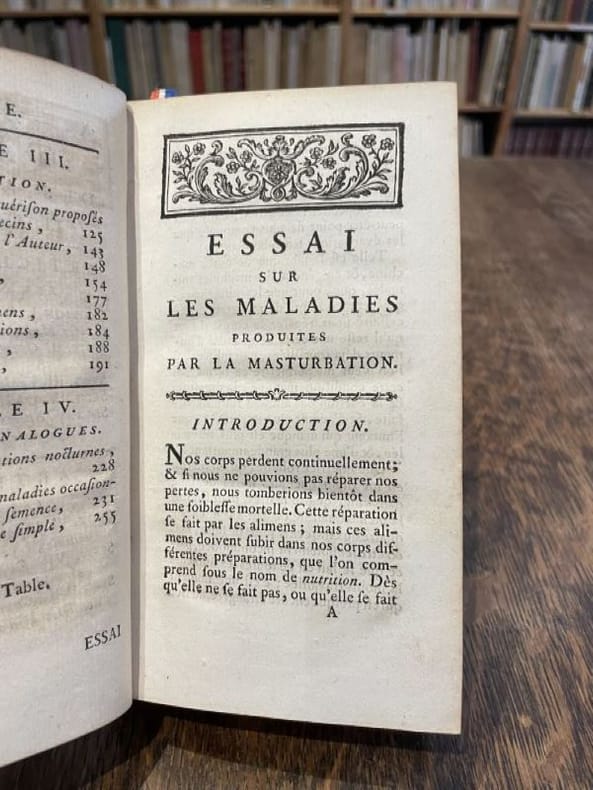 E.
E III.
TION.
uériſon propoſés
ecins, 125
l'Auteur, 143
148
, 154
177
ens, 182
ions, 184
, 188
, 191
E IV.
NALOGUES.
tions nocturnes,
228
naladies occaſion-
ſemence, 231
e ſimple, 255
Table.
ESSAI
ESSAI
SUR
LES MALADIES
PRODUITES
PAR LA MASTURBATION.
INTRODUCTION.
Nos corps perdent continuellement;
& ſi nous ne pouvions pas réparer nos
pertes, nous tomberions bientôt dans
une foibleſſe mortelle. Cette réparation
ſe fait par les alimens; mais ces ali-
mens doivent ſubir dans nos corps dif-
férentes préparations, que l'on com-
prend ſous le nom de nutrition. Dès
qu'elle ne ſe fait pas, ou qu'elle ſe fait
A